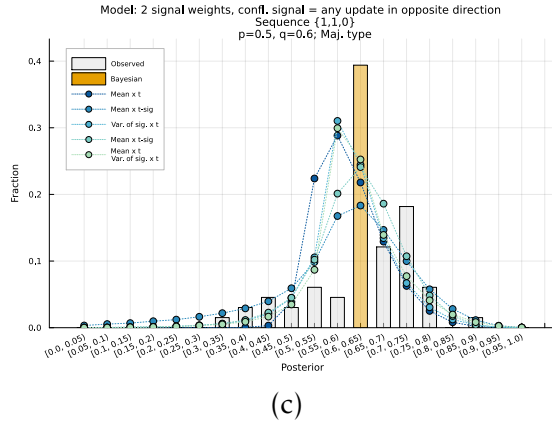 Model: 2 signal weights, confl. signal = any update in opposite direction
Sequence {1,1,0}
p=0.5, q=0.6; Maj. type
Observed
Bayesian
Mean x t
Mean x t-sig
Var. of sig. x t
Mean x t-sig
Mean x t
Var. of sig. x t
Fraction
0.4
0.3
0.2
0.1
0.0
[0.0, 0.05)
[0.05, 0.1)
[0.1, 0.15)
[0.15, 0.2)
[0.2, 0.25)
[0.25, 0.3)
[0.3, 0.35)
[0.35, 0.4)
[0.4, 0.45)
[0.45, 0.5)
[0.5, 0.55)
[0.55, 0.6)
[0.6, 0.65)
[0.65, 0.7)
[0.7, 0.75)
[0.75, 0.8)
[0.8, 0.85)
[0.85, 0.9)
[0.9, 0.95)
[0.95, 1.0)
Posterior
(c)